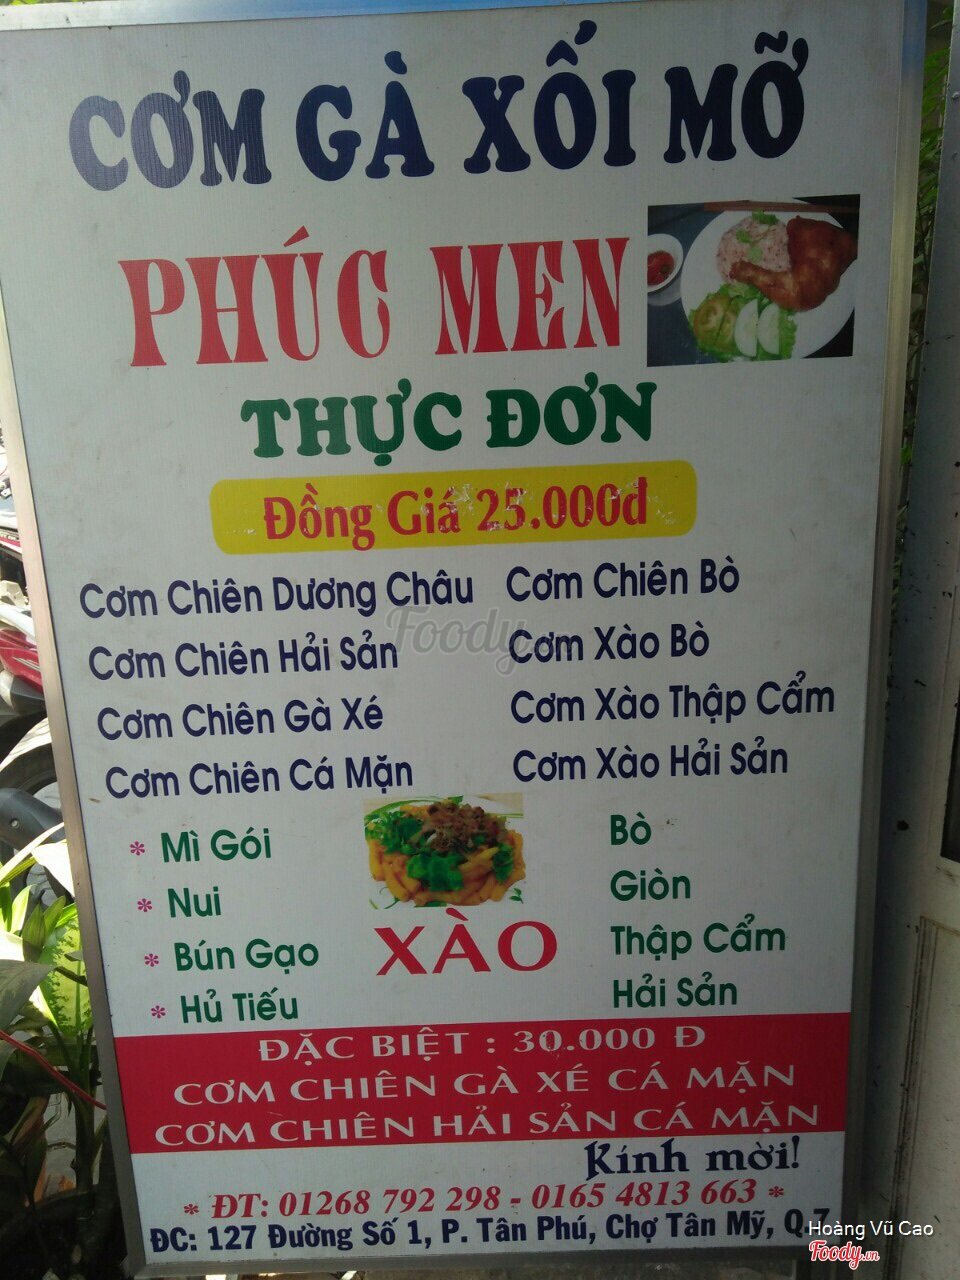 CƠM GÀ XỐI MỠ
PHÚC MEN
THỰC ĐƠN
Đồng Giá 25.000đ
Cơm Chiên Dương Châu
Cơm Chiên Bò
Cơm Chiên Hải Sản
Cơm Xào Bò
Cơm Chiên Gà Xé
Cơm Xào Thập Cẩm
Cơm Chiên Cá Mặn
Cơm Xào Hải Sản
* Mì Gói
* Nui
* Bún Gạo
* Hủ Tiếu
XÀO
Bò
Giòn
Thập Cẩm
Hải Sản
ĐẶC BIỆT : 30.000 Đ
CƠM CHIÊN GÀ XÉ CÁ MẶN
CƠM CHIÊN HẢI SẢN CÁ MẶN
Kính mời!
* ĐT: 01268 792 298 - 0165 4813 663 *
ĐC: 127 Đường Số 1, P. Tân Phú, Chợ Tân Mỹ, Q.7
Foody.vn
Hoàng Vũ Cao
Foody.vn